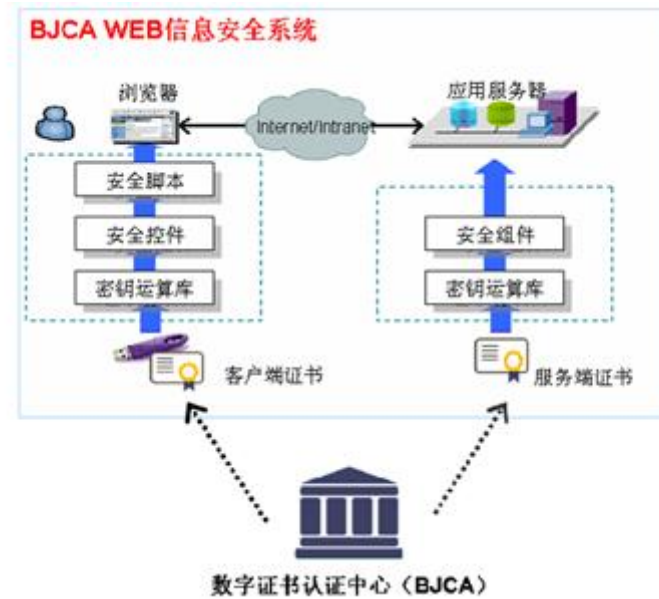 BJCA WEB信息安全系统
浏览器
应用服务器
Internet/Intranet
安全脚本
安全控件
安全组件
密钥运算库
密钥运算库
客户端证书
服务端证书
数字证书认证中心（BJCA）